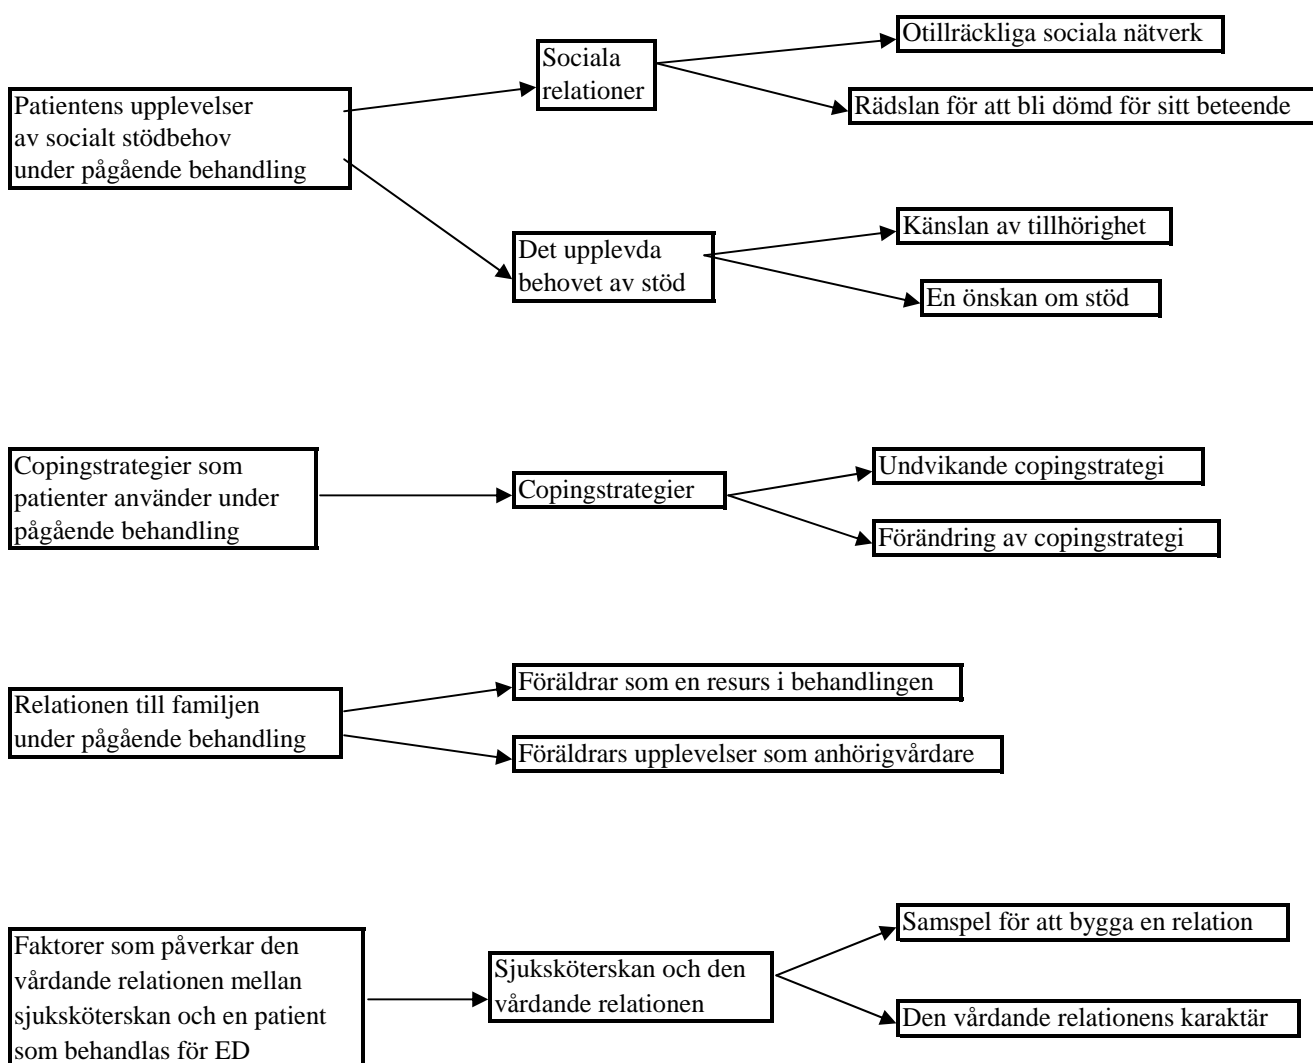 Otillräckliga sociala nätverk
Sociala
relationer
Rädslan för att bli dömd för sitt beteende
Patientens upplevelser
av socialt stödbehov
under pågående behandling
Känslan av tillhörighet
Det upplevda
behovet av stöd
En önskan om stöd
Copingstrategier som
patienter använder under
pågående behandling
Copingstrategier
Undvikande copingstrategi
Förändring av copingstrategi
Relationen till familjen
under pågående behandling
Föräldrar som en resurs i behandlingen
Föräldrars upplevelser som anhörigvårdare
Faktorer som påverkar den
vårdande relationen mellan
sjuksköterskan och en patient
som behandlas för ED
Sjuksköterskan och den
vårdande relationen
Samspel för att bygga en relation
Den vårdande relationens karaktär